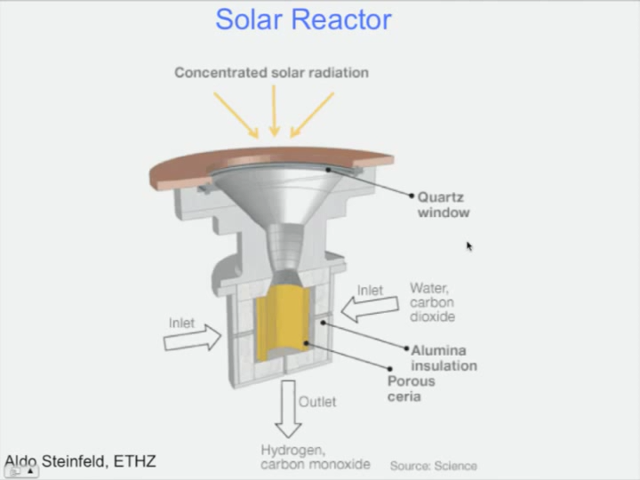 Solar Reactor
Concentrated solar radiation
Quartz
window
Inlet
Water,
carbon
dioxide
Inlet
Alumina
insulation
Porous
ceria
Outlet
Hydrogen,
carbon monoxide
Source: Science
Aldo Steinfeld, ETHZ